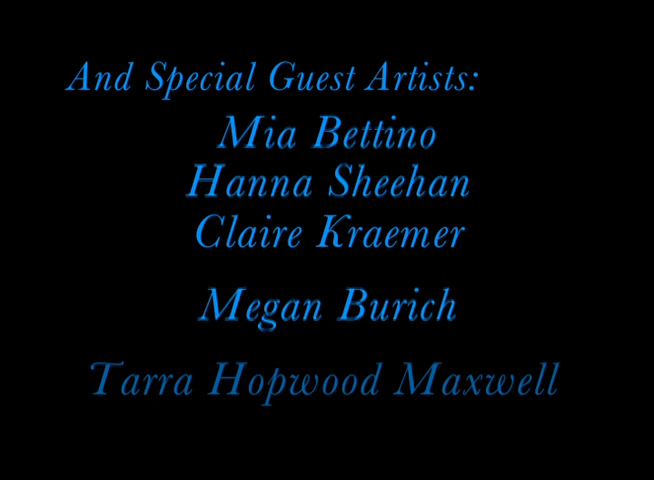 And Special Guest Artists:
Mia Bettino
Hanna Sheehan
Claire Kraemer
Megan Burich
Tarra Hopwood Maxwell